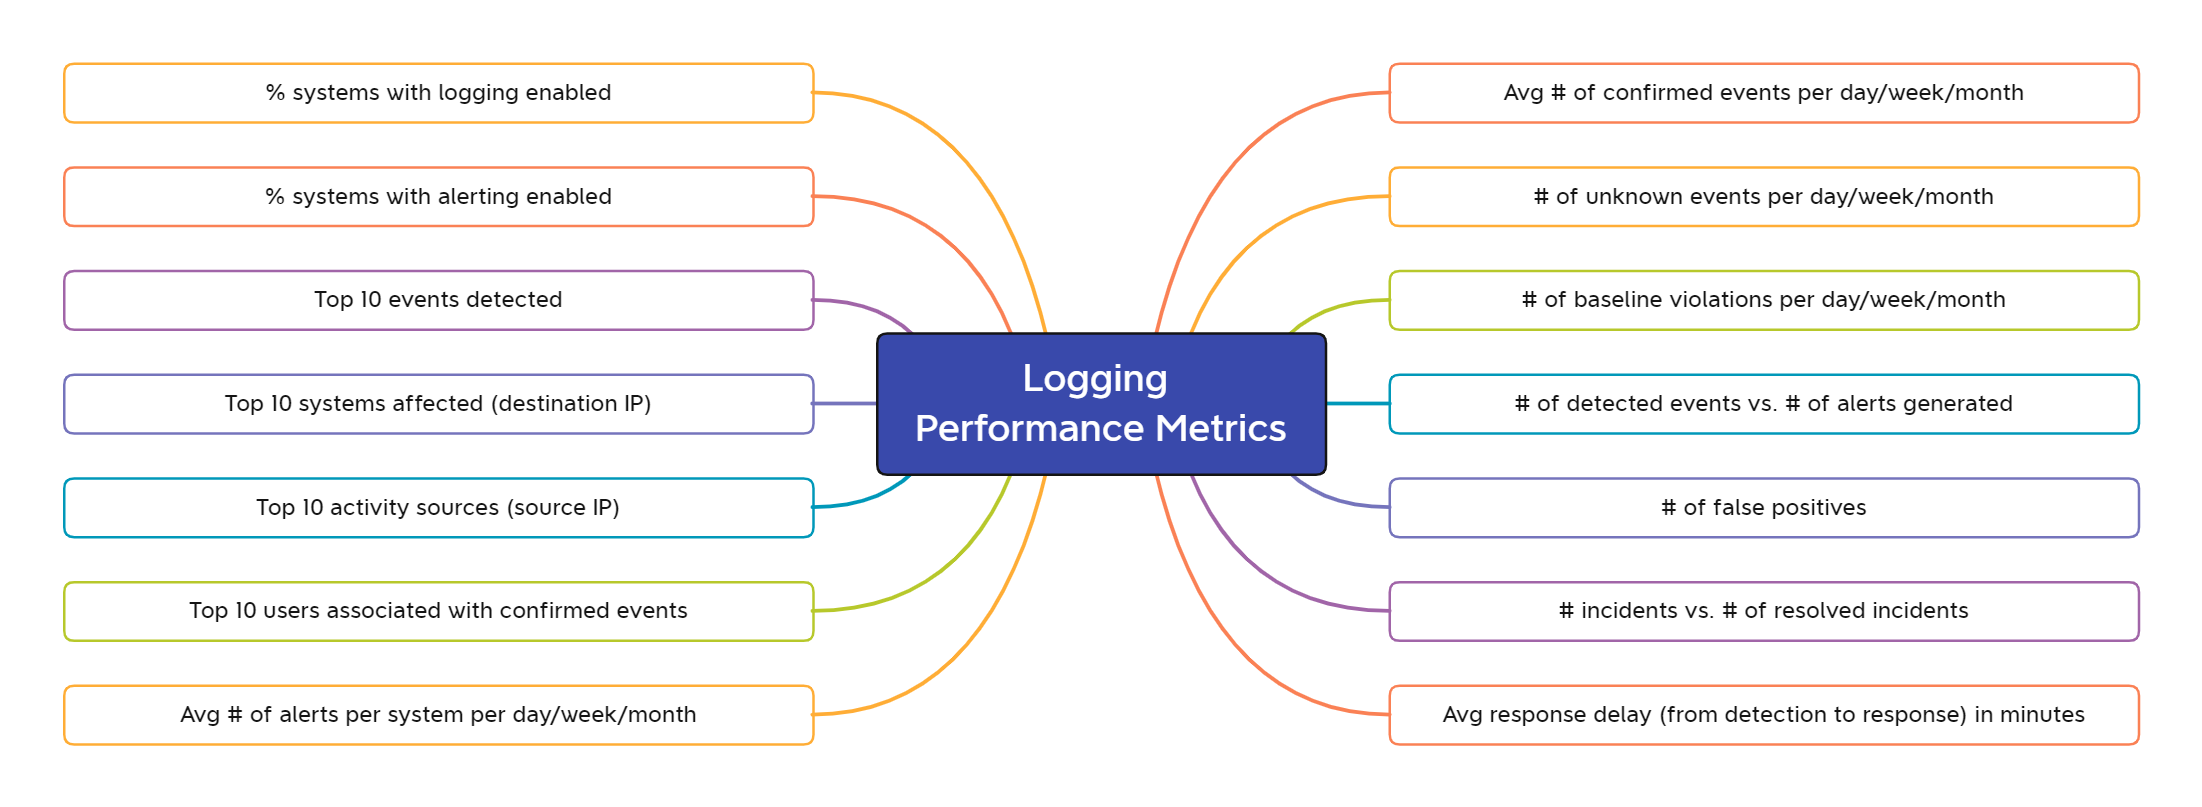 % systems with logging enabled
% systems with alerting enabled
Top 10 events detected
Top 10 systems affected (destination IP)
Top 10 activity sources (source IP)
Top 10 users associated with confirmed events
Avg # of alerts per system per day/week/month
Logging
Performance Metrics
Avg # of confirmed events per day/week/month
# of unknown events per day/week/month
# of baseline violations per day/week/month
# of detected events vs. # of alerts generated
# of false positives
# incidents vs. # of resolved incidents
Avg response delay (from detection to response) in minutes